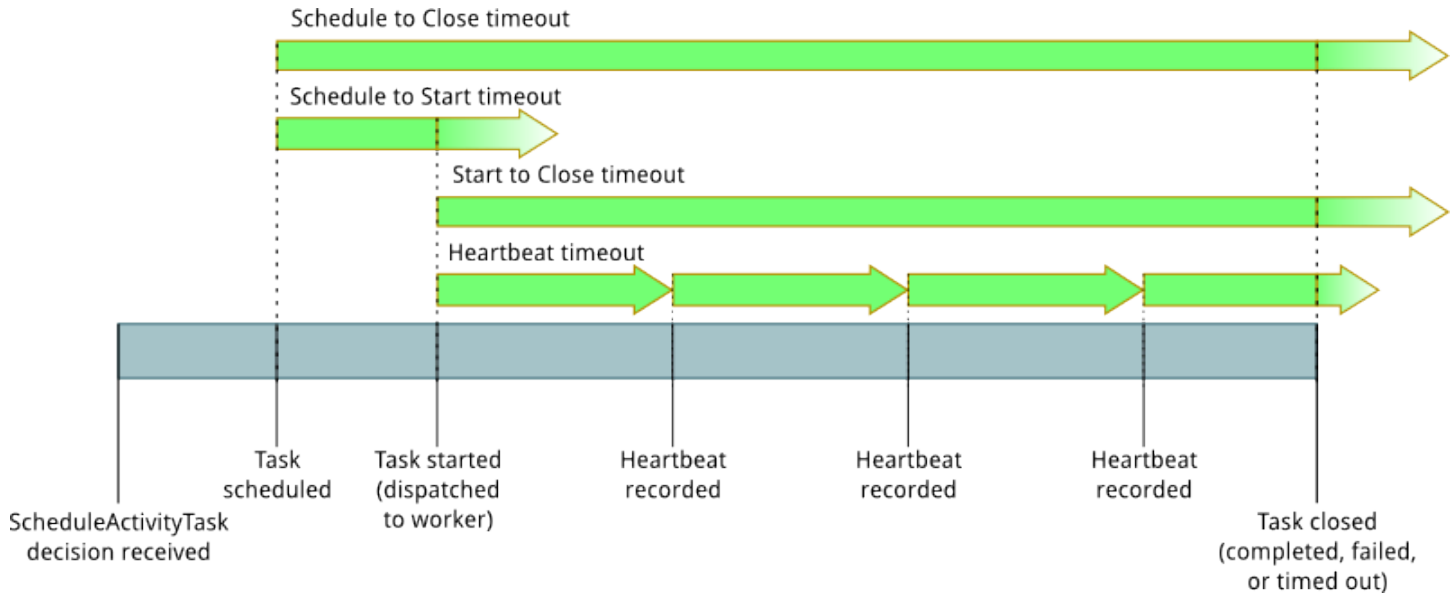 Schedule to Close timeout
Schedule to Start timeout
Start to Close timeout
Heartbeat timeout
Task
scheduled
Task started
(dispatched
to worker)
Heartbeat
recorded
Heartbeat
recorded
Heartbeat
recorded
ScheduleActivityTask
decision received
Task closed
(completed, failed,
or timed out)